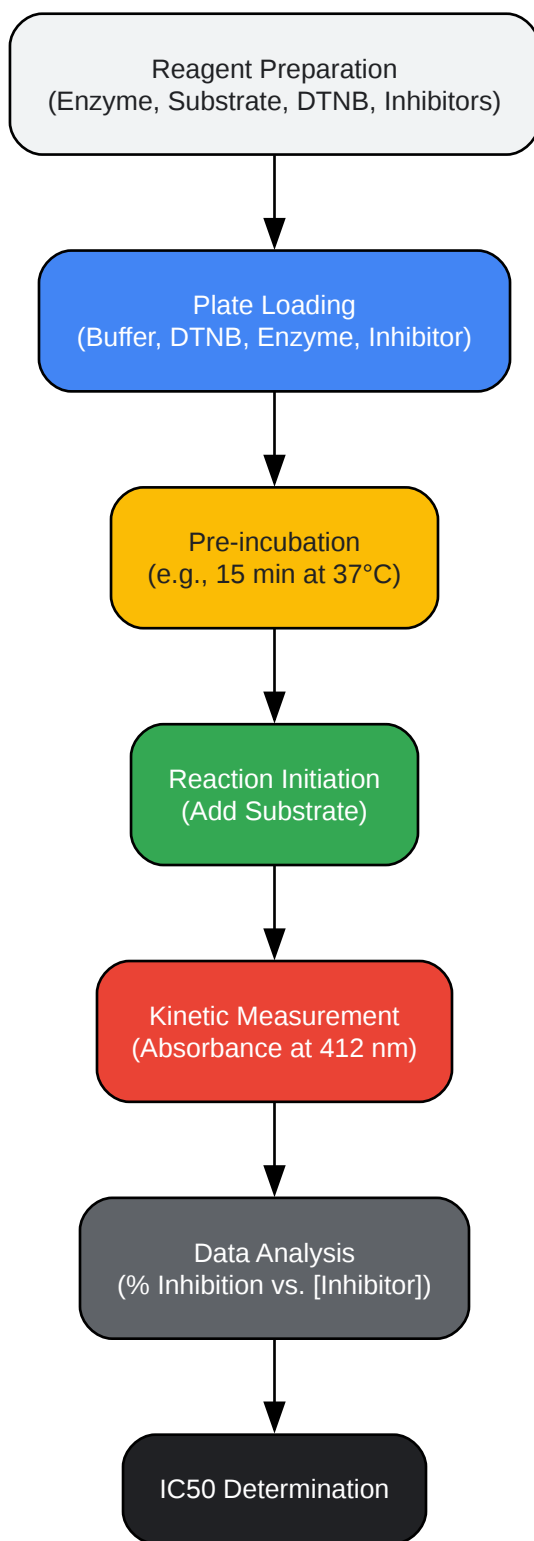 Reagent Preparation
(Enzyme, Substrate, DTNB, Inhibitors)
Plate Loading
(Buffer, DTNB, Enzyme, Inhibitor)
Pre-incubation
(e.g., 15 min at 37°C)
Reaction Initiation
(Add Substrate)
Kinetic Measurement
(Absorbance at 412 nm)
Data Analysis
(% Inhibition vs. [Inhibitor])
IC50 Determination